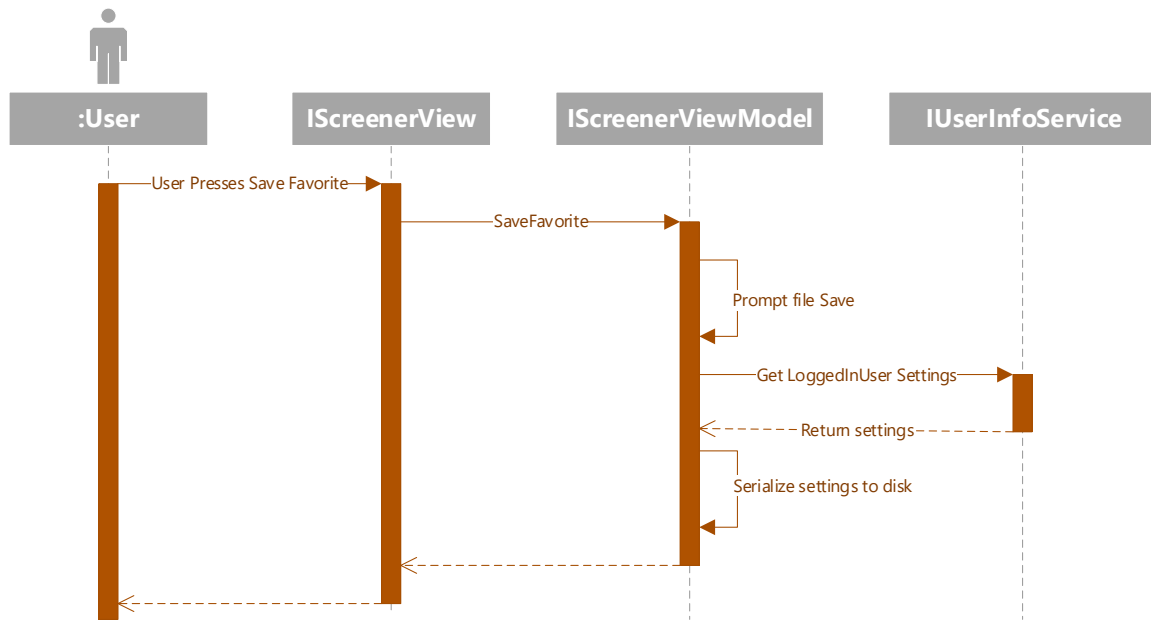 :User
IScreenerView
IScreenerViewModel
IUserInfoService
User Presses Save Favorite
SaveFavorite
Prompt file Save
Get LoggedInUser Settings
Return settings
Serialize settings to disk